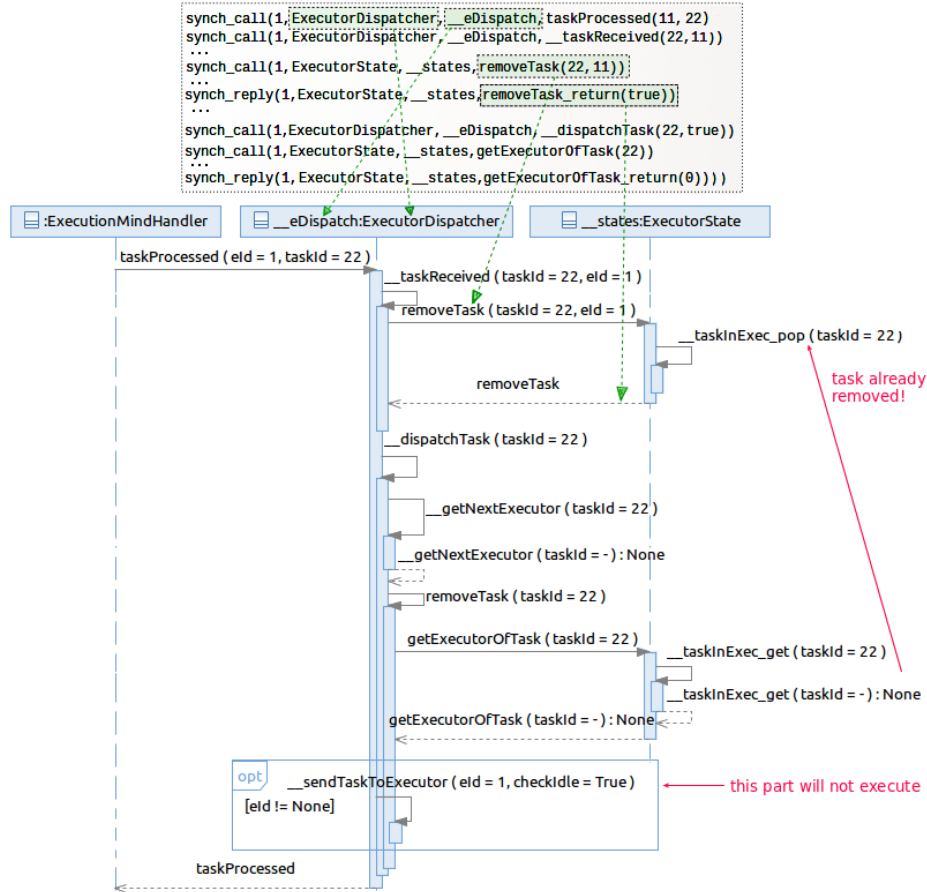 synch_call(1,ExecutorDispatcher,__eDispatch,taskProcessed(11,22)
synch_call(1,ExecutorDispatcher,__eDispatch,__taskReceived(22,11))
...
synch_call(1,ExecutorState,__states,removeTask(22,11))
...
synch_reply(1,ExecutorState,__states,removeTask_return(true))
...
synch_call(1,ExecutorDispatcher,__eDispatch,__dispatchTask(22,true))
synch_call(1,ExecutorState,__states,getExecutorOfTask(22))
...
synch_reply(1,ExecutorState,__states,getExecutorOfTask_return(0))))
:ExecutionMindHandler
__eDispatch:ExecutorDispatcher
__states:ExecutorState
taskProcessed ( eId = 1, taskId = 22 )
__taskReceived ( taskId = 22, eId = 1 )
removeTask ( taskId = 22, eId = 1 )
__taskInExec_pop ( taskId = 22 )
task already
removed!
removeTask
__dispatchTask ( taskId = 22 )
__getNextExecutor ( taskId = 22 )
__getNextExecutor ( taskId = - ) : None
removeTask ( taskId = 22 )
getExecutorOfTask ( taskId = 22 )
__taskInExec_get ( taskId = 22 )
__taskInExec_get ( taskId = - ) : None
getExecutorOfTask ( taskId = - ) : None
opt
__sendTaskToExecutor ( eId = 1, checkIdle = True )
this part will not execute
[eId != None]
taskProcessed